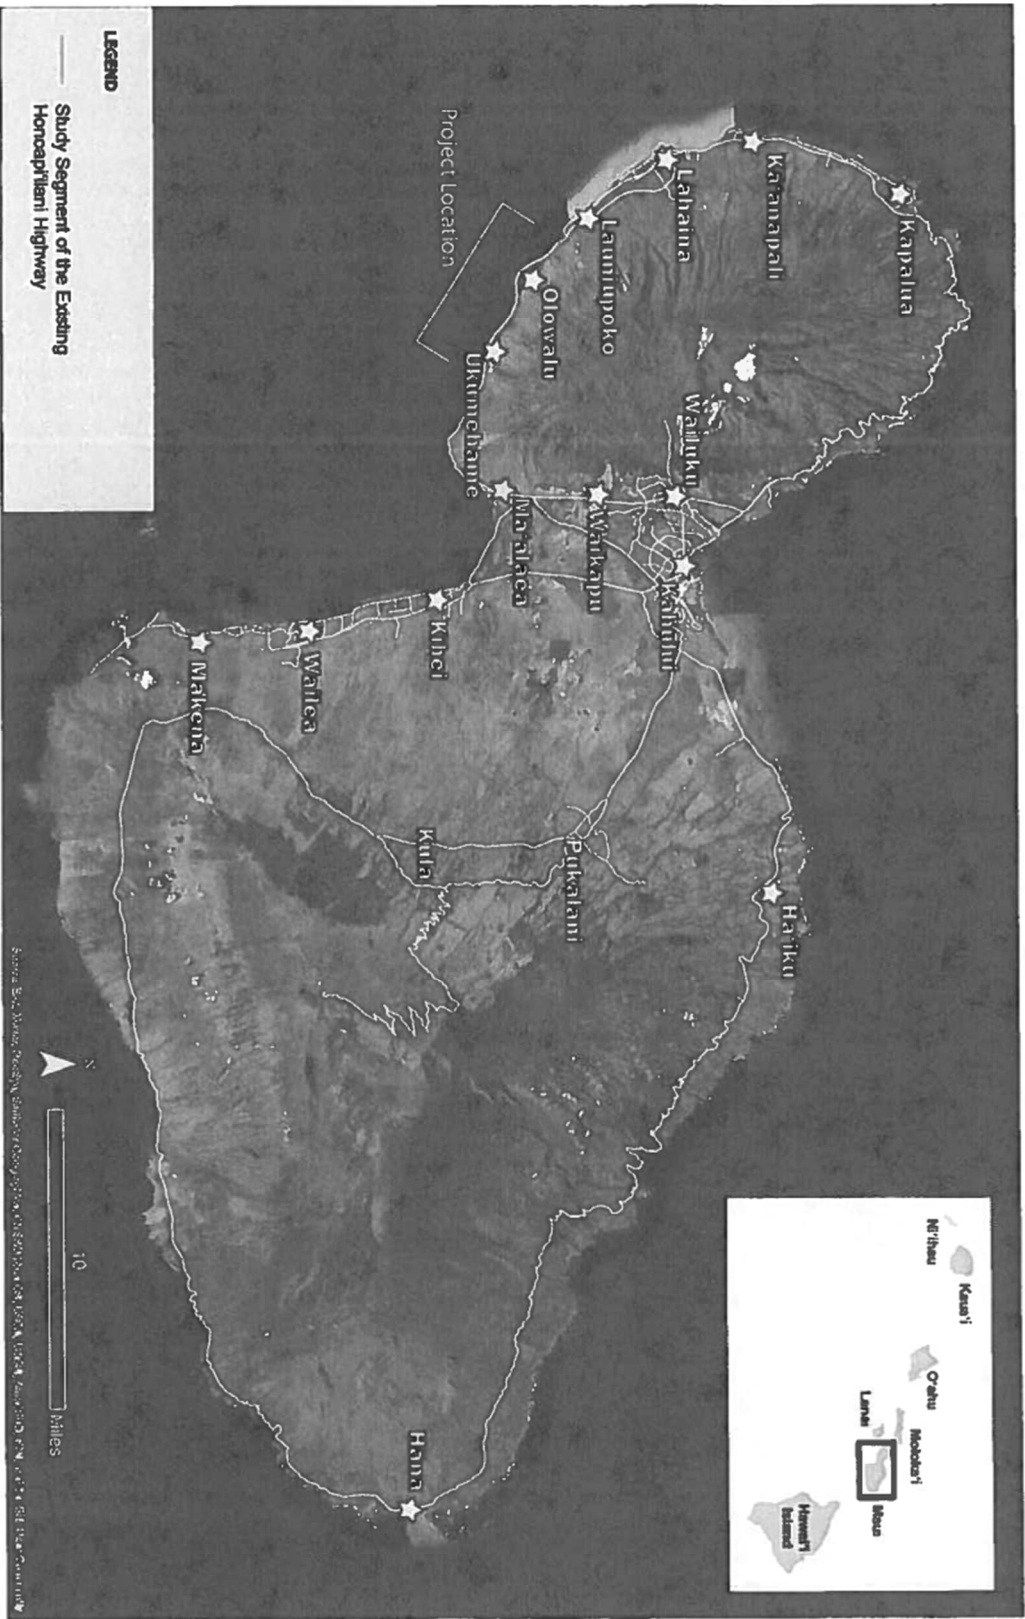 Kapalua
Ka'anapali
Lahaina
Launiupoko
Olowalu
Ukumehame
Project Location
Wailuku
Kahului
Waikapu
Ma'alaea
Kihei
Wailea
Makena
Ha'iku
Pukalani
Kula
Hana
Ni'ihau
Kaua'i
O'ahu
Moloka'i
Lanai
Maui
Hawai'i
Island
LEGEND
Study Segment of the Existing
Honoapi'ilani Highway
N
10
Miles